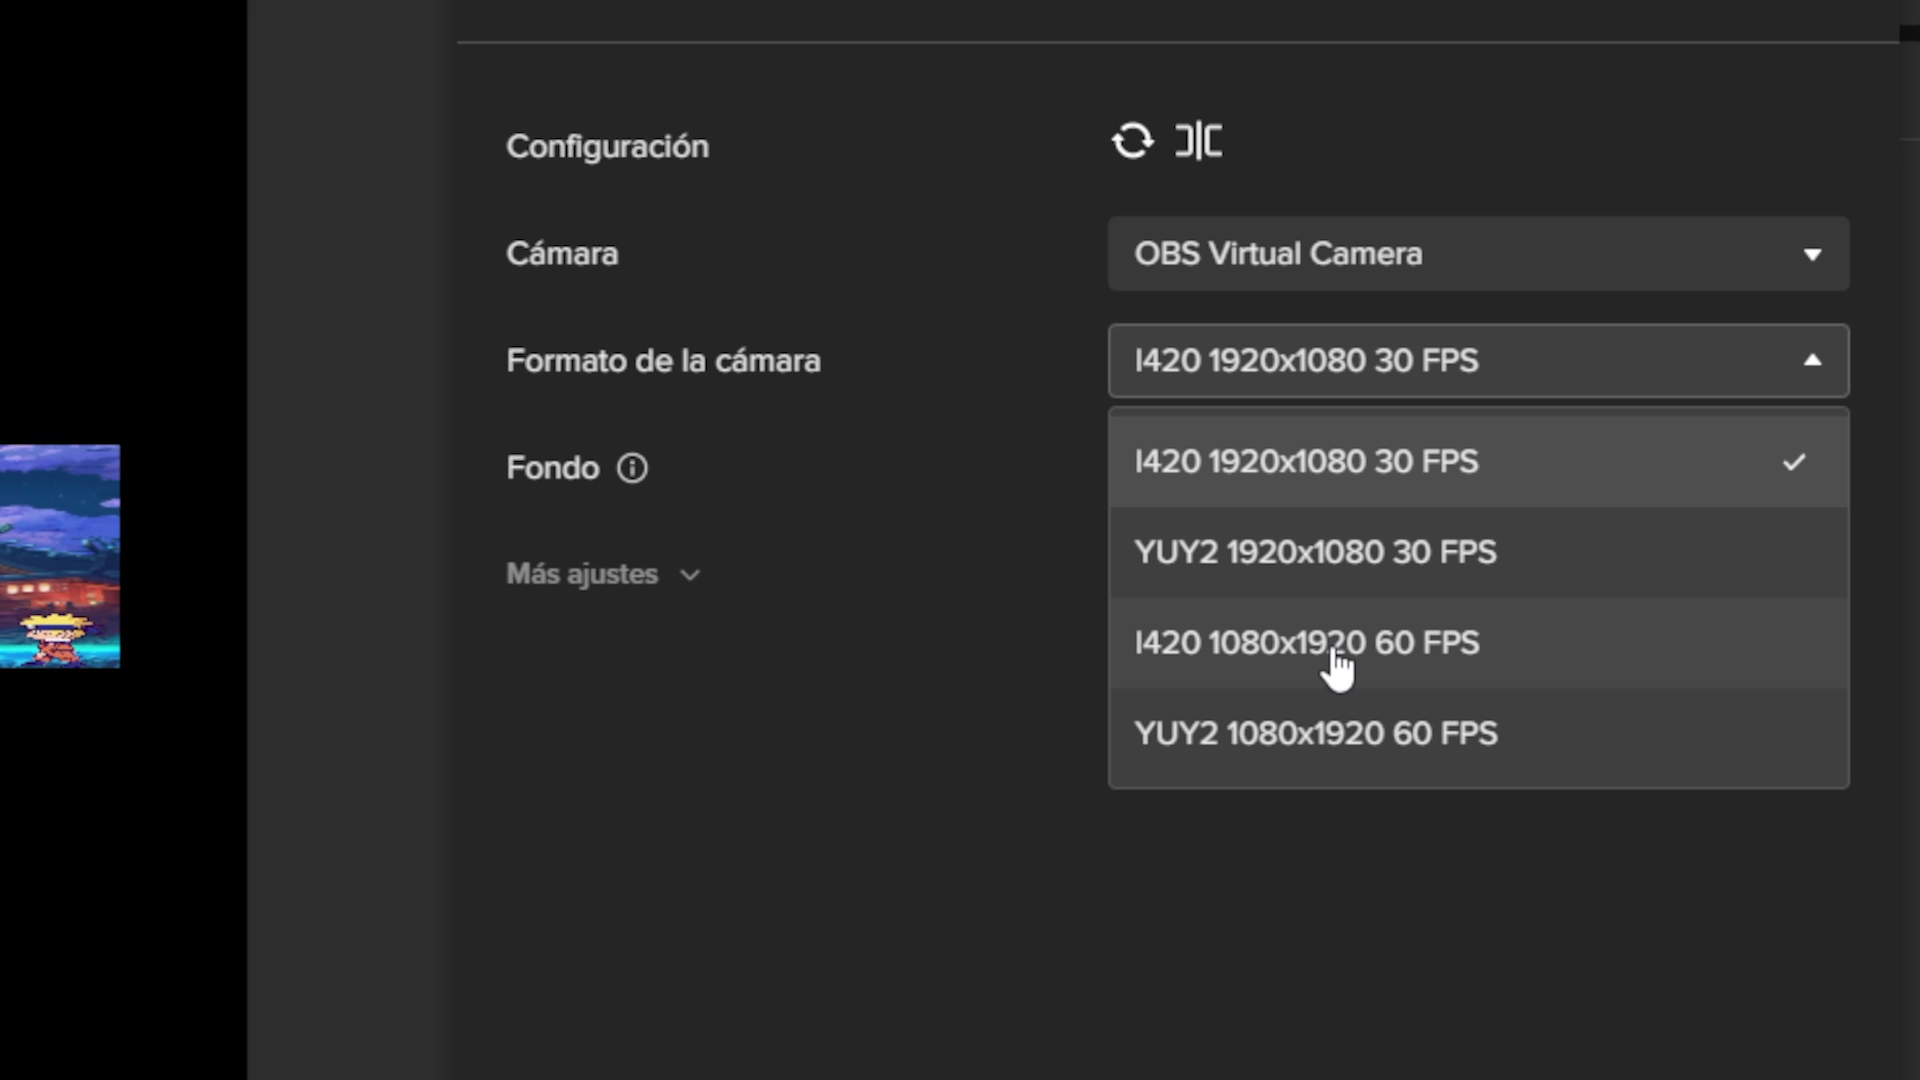 Configuración
Cámara
OBS Virtual Camera
Formato de la cámara
I420 1920x1080 30 FPS
I420 1920x1080 30 FPS
Fondo
YUY2 1920x1080 30 FPS
Más ajustes
I420 1080x1920 60 FPS
YUY2 1080x1920 60 FPS